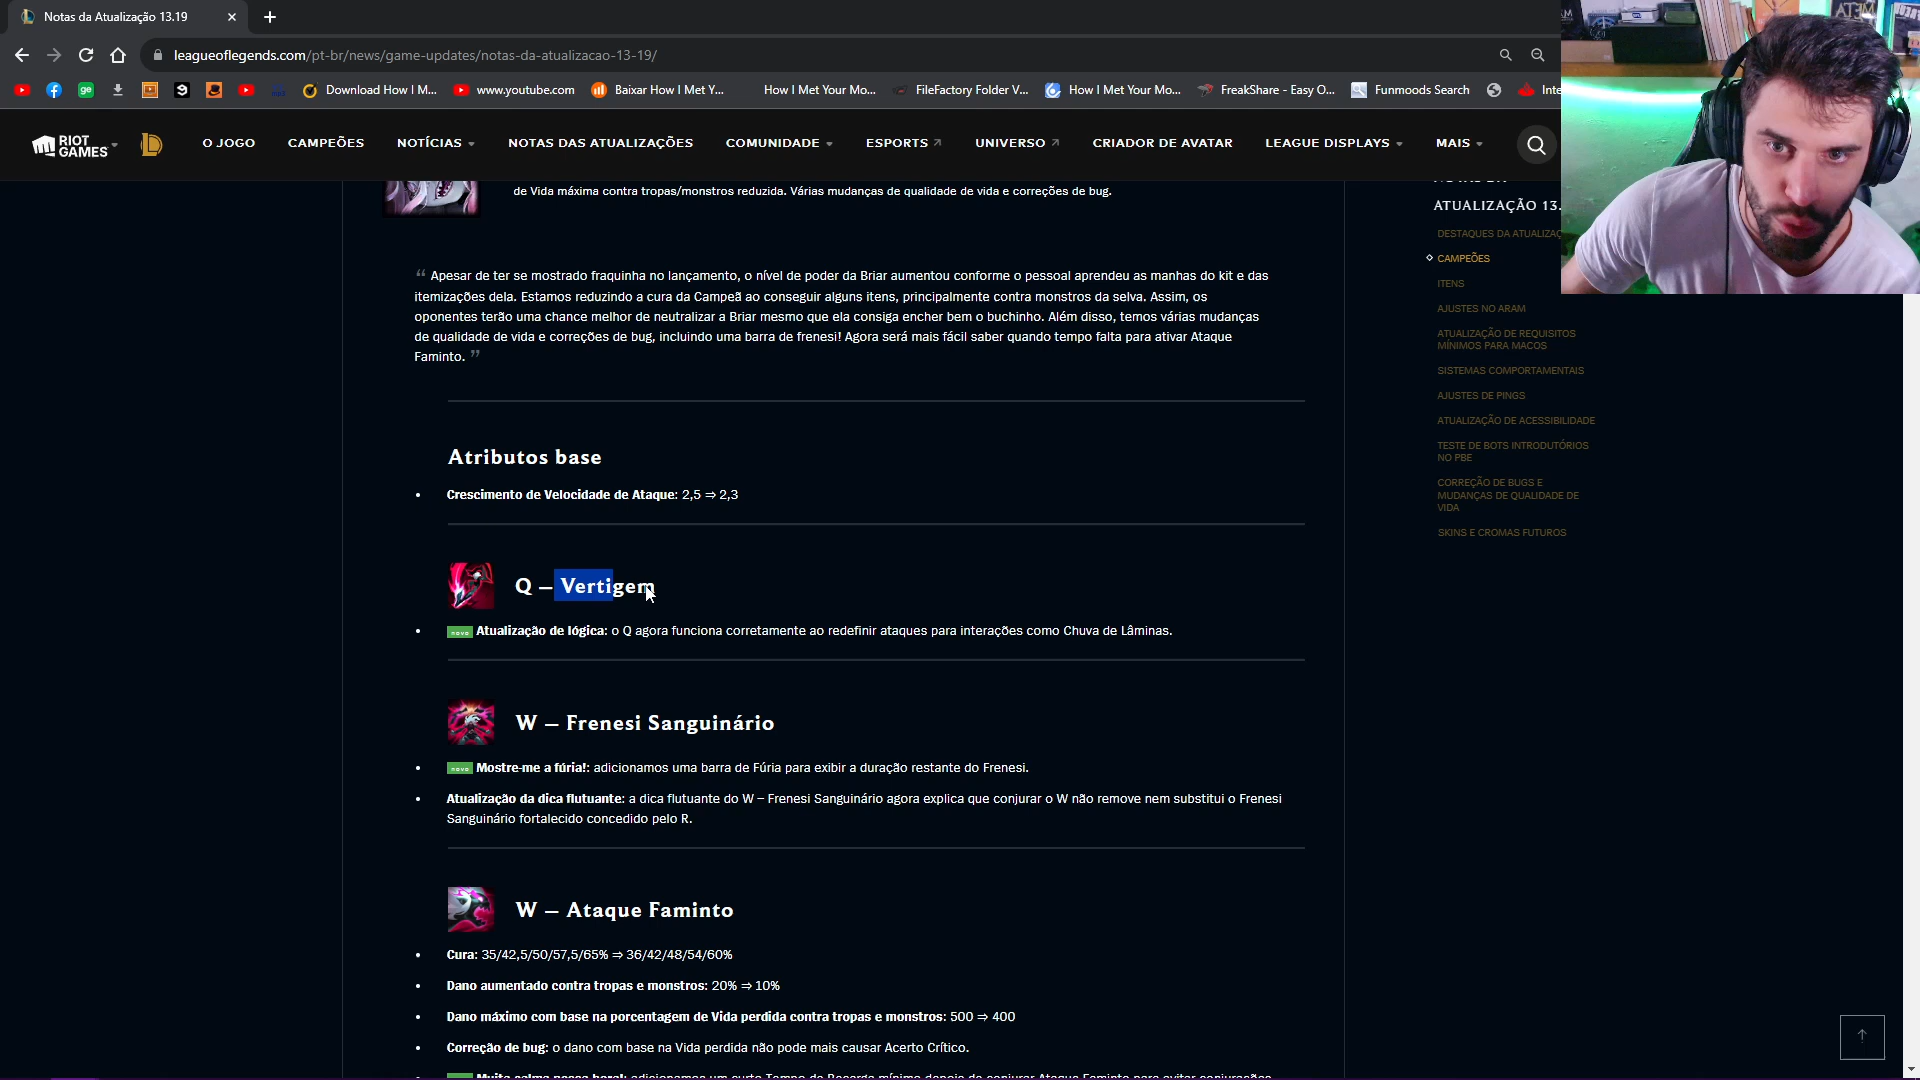 Notas da Atualização 13.19
leagueoflegends.com/pt-br/news/game-updates/notas-da-atualizacao-13-19/
Download How I M... www.youtube.com Baixar How I Met Y... How I Met Your Mo... FileFactory Folder V... How I Met Your Mo... FreakShare - Easy O... Funmoods Search Inte
RIOT GAMES O JOGO CAMPEÕES NOTÍCIAS NOTAS DAS ATUALIZAÇÕES COMUNIDADE ESPORTS UNIVERSO CRIADOR DE AVATAR LEAGUE DISPLAYS MAIS
de Vida máxima contra tropas/monstros reduzida. Várias mudanças de qualidade de vida e correções de bug.
“ Apesar de ter se mostrado fraquinha no lançamento, o nível de poder da Briar aumentou conforme o pessoal aprendeu as manhas do kit e das
itemizações dela. Estamos reduzindo a cura da Campeã ao conseguir alguns itens, principalmente contra monstros da selva. Assim, os
oponentes terão uma chance melhor de neutralizar a Briar mesmo que ela consiga encher bem o buchinho. Além disso, temos várias mudanças
de qualidade de vida e correções de bug, incluindo uma barra de frenesi! Agora será mais fácil saber quando tempo falta para ativar Ataque
Faminto. ”
Atributos base
• Crescimento de Velocidade de Ataque: 2,5 ⇒ 2,3
Q – Vertigem
• novo Atualização de lógica: o Q agora funciona corretamente ao redefinir ataques para interações como Chuva de Lâminas.
W – Frenesi Sanguinário
• novo Mostre-me a fúria!: adicionamos uma barra de Fúria para exibir a duração restante do Frenesi.
• Atualização da dica flutuante: a dica flutuante do W – Frenesi Sanguinário agora explica que conjurar o W não remove nem substitui o Frenesi
Sanguinário fortalecido concedido pelo R.
W – Ataque Faminto
• Cura: 35/42,5/50/57,5/65% ⇒ 36/42/48/54/60%
• Dano aumentado contra tropas e monstros: 20% ⇒ 10%
• Dano máximo com base na porcentagem de Vida perdida contra tropas e monstros: 500 ⇒ 400
• Correção de bug: o dano com base na Vida perdida não pode mais causar Acerto Crítico.
ATUALIZAÇÃO 13.
DESTAQUES DA ATUALIZAÇ
CAMPEÕES
ITENS
AJUSTES NO ARAM
ATUALIZAÇÃO DE REQUISITOS
MÍNIMOS PARA MACOS
SISTEMAS COMPORTAMENTAIS
AJUSTES DE PINGS
ATUALIZAÇÃO DE ACESSIBILIDADE
TESTE DE BOTS INTRODUTÓRIOS
NO PBE
CORREÇÃO DE BUGS E
MUDANÇAS DE QUALIDADE DE
VIDA
SKINS E CROMAS FUTUROS